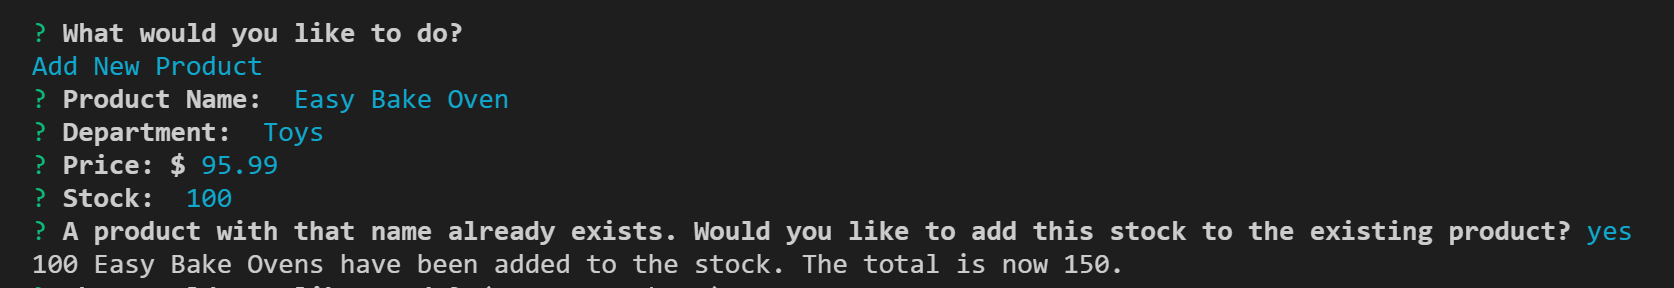 ? What would you like to do?
Add New Product
? Product Name:  Easy Bake Oven
? Department:  Toys
? Price: $ 95.99
? Stock:  100
? A product with that name already exists. Would you like to add this stock to the existing product? yes
100 Easy Bake Ovens have been added to the stock. The total is now 150.